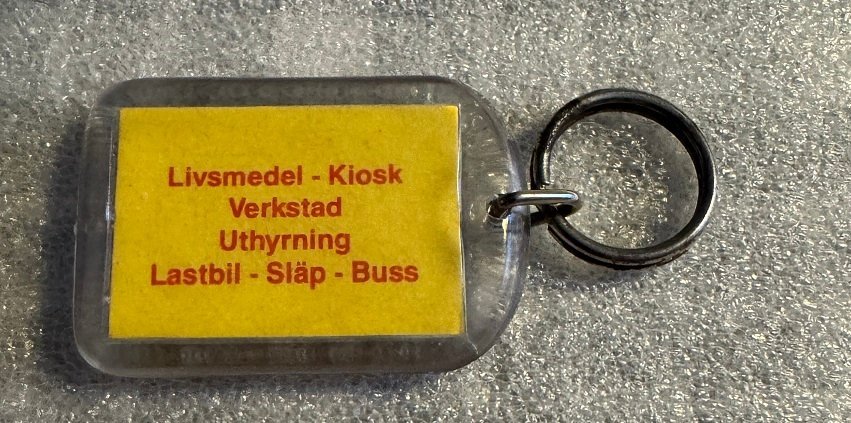 Livsmedel - Kiosk
Verkstad
Uthyrning
Lastbil - Släp - Buss